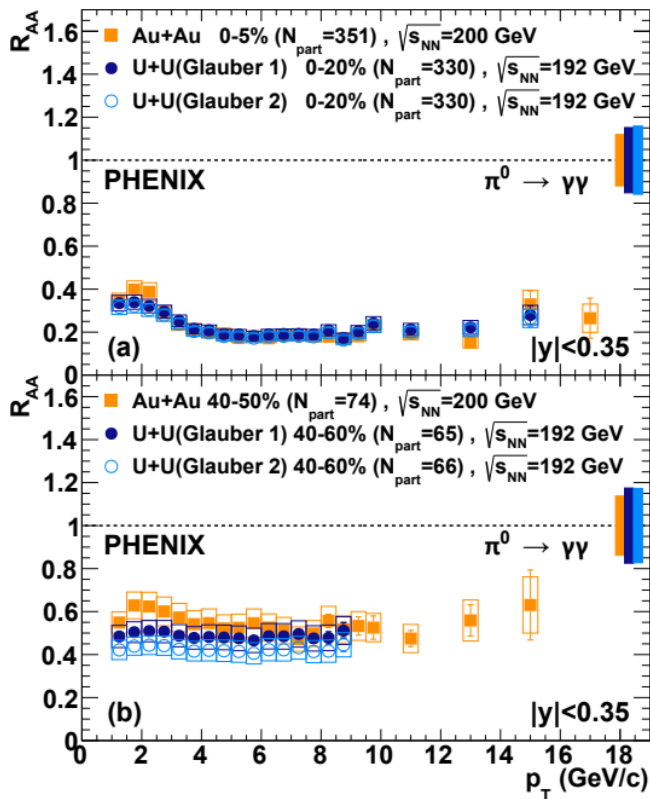 R_AA
1.6
Au+Au 0-5% (N_part=351) , √s_NN=200 GeV
1.4
U+U(Glauber 1) 0-20% (N_part=330) , √s_NN=192 GeV
U+U(Glauber 2) 0-20% (N_part=330) , √s_NN=192 GeV
1.2
1
PHENIX π⁰ → γγ
0.8
0.6
0.4
0.2
(a) |y|<0.35
0
R_AA
1.6
Au+Au 40-50% (N_part=74) , √s_NN=200 GeV
1.4
U+U(Glauber 1) 40-60% (N_part=65) , √s_NN=192 GeV
U+U(Glauber 2) 40-60% (N_part=66) , √s_NN=192 GeV
1.2
1
PHENIX π⁰ → γγ
0.8
0.6
0.4
0.2
(b) |y|<0.35
0
0 2 4 6 8 10 12 14 16 18
p_T (GeV/c)